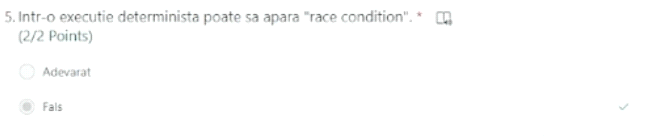 5. Intr-o executie determinista poate sa apara "race condition". *
(2/2 Points)
Adevarat
Fals